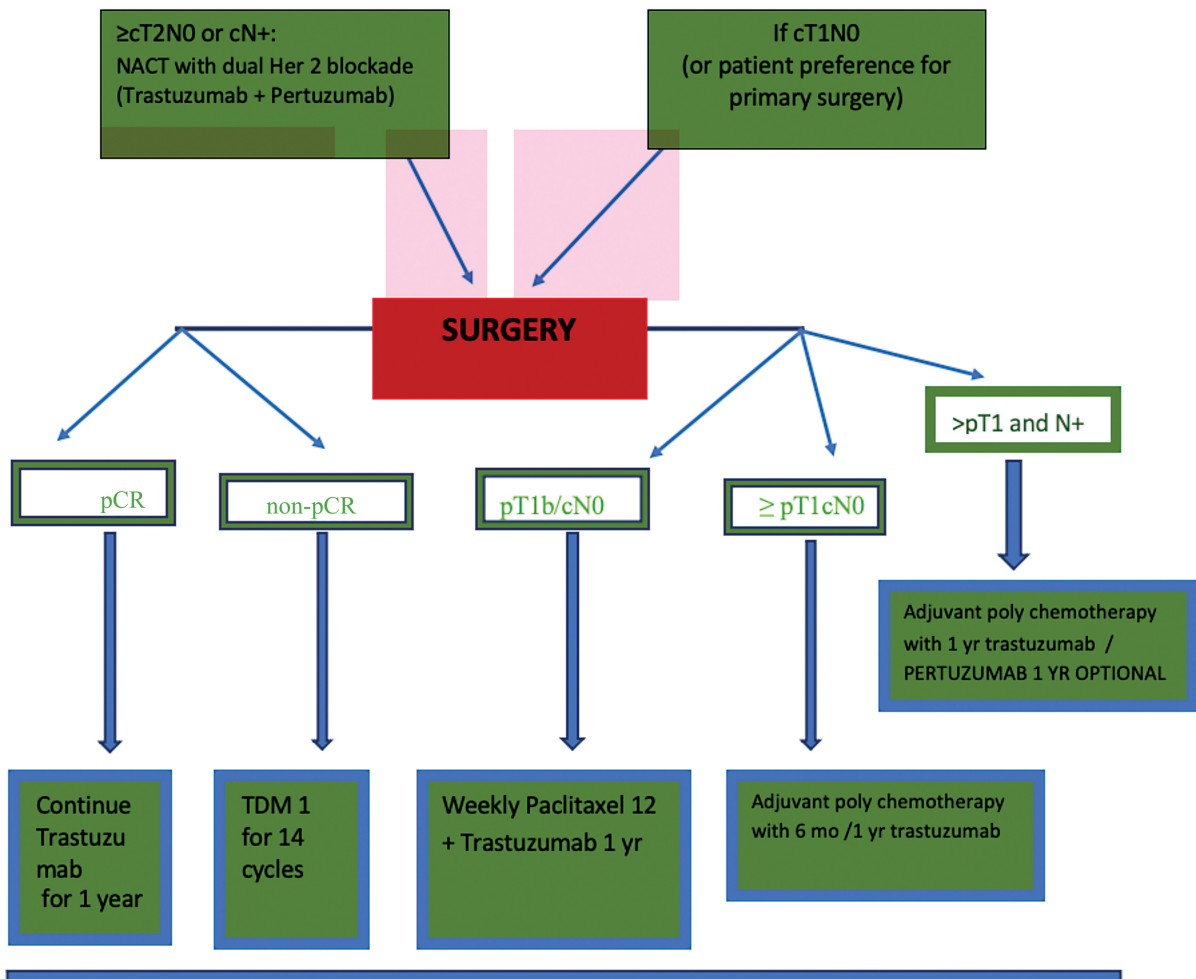 ≥cT2N0 or cN+:
NACT with dual Her 2 blockade
(Trastuzumab + Pertuzumab)
If cT1N0
(or patient preference for
primary surgery)
SURGERY
>pT1 and N+
pCR
non-pCR
pT1b/cN0
≥ pT1cN0
Adjuvant poly chemotherapy
with 1 yr trastuzumab /
PERTUZUMAB 1 YR OPTIONAL
Continue
Trastuzu
mab
for 1 year
TDM 1
for 14
cycles
Weekly Paclitaxel 12
+ Trastuzumab 1 yr
Adjuvant poly chemotherapy
with 6 mo /1 yr trastuzumab